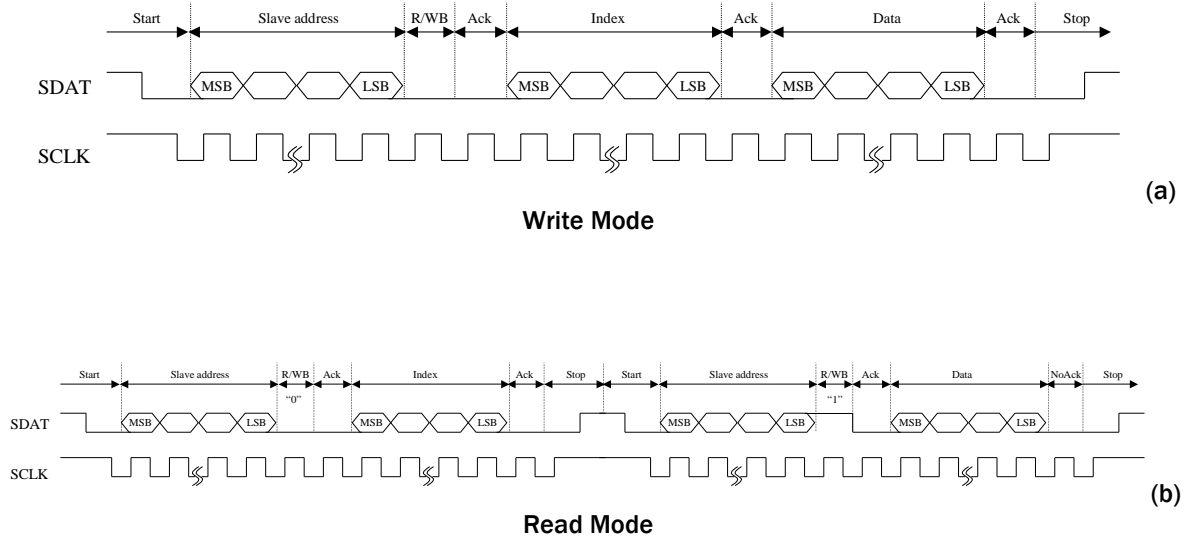 Start Slave address R/WB Ack Index Ack Data Ack Stop
SDAT MSB LSB MSB LSB MSB LSB
SCLK
(a)
Write Mode
Start Slave address R/WB Ack Index Ack Stop Start Slave address R/WB Ack Data NoAck Stop
“0” “1”
SDAT MSB LSB MSB LSB MSB LSB MSB LSB
SCLK
(b)
Read Mode